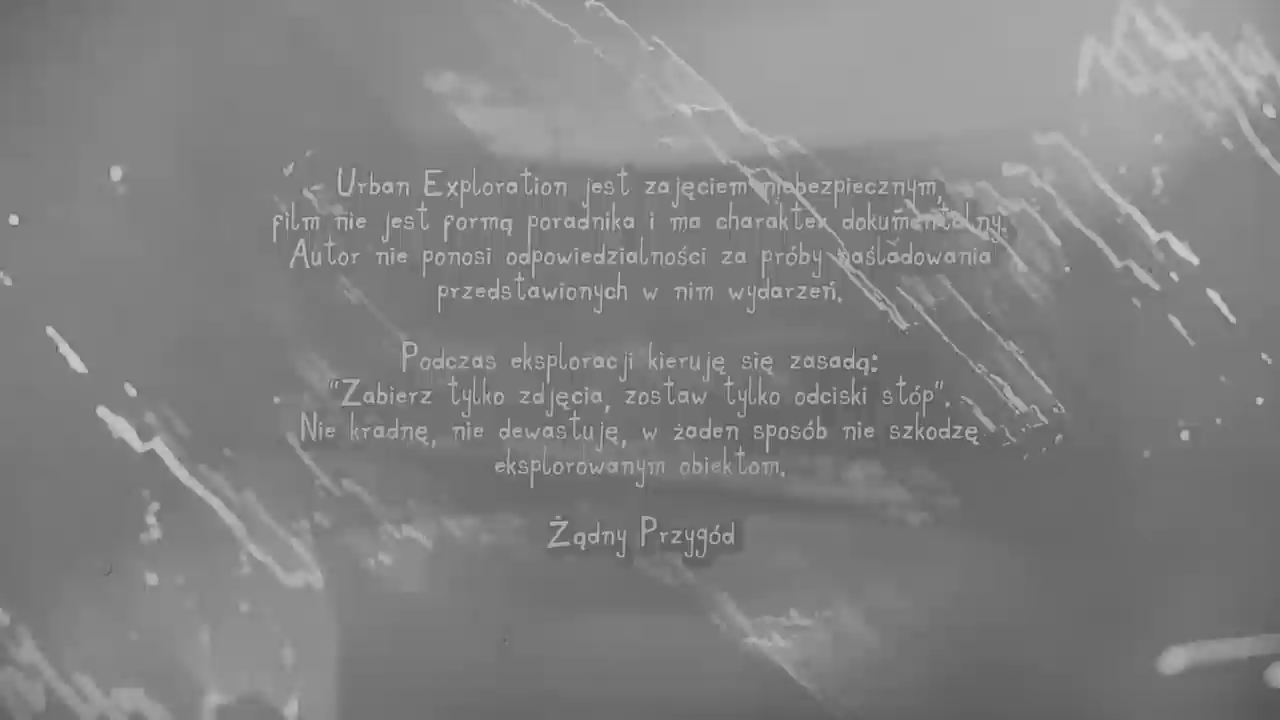 Urban Exploration jest zajęciem niebezpiecznym,
film nie jest formą poradnika i ma charakter dokumentalny.
Autor nie ponosi odpowiedzialności za próby naśladowania
przedstawionych w nim wydarzeń.
Podczas eksploracji kieruję się zasadą:
"Zabierz tylko zdjęcia, zostaw tylko odciski stóp".
Nie kradnę, nie dewastuję, w żaden sposób nie szkodzę
eksplorowanym obiektom.
Żądny Przygód